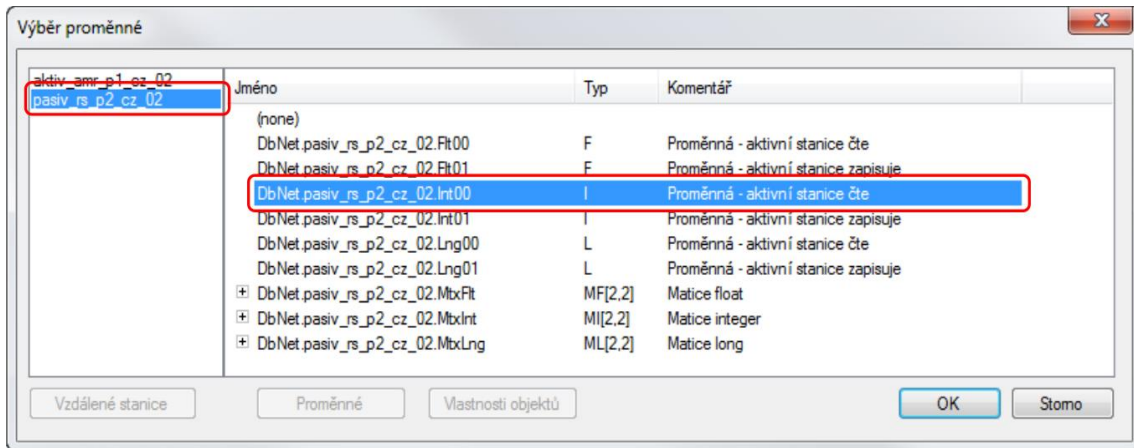 Výběr proměnné
aktiv_amr_p1_cz_02
pasiv_rs_p2_cz_02
Jméno Typ Komentář
(none)
DbNet.pasiv_rs_p2_cz_02.Flt00 F Proměnná - aktivní stanice čte
DbNet.pasiv_rs_p2_cz_02.Flt01 F Proměnná - aktivní stanice zapisuje
DbNet.pasiv_rs_p2_cz_02.Int00 I Proměnná - aktivní stanice čte
DbNet.pasiv_rs_p2_cz_02.Int01 I Proměnná - aktivní stanice zapisuje
DbNet.pasiv_rs_p2_cz_02.Lng00 L Proměnná - aktivní stanice čte
DbNet.pasiv_rs_p2_cz_02.Lng01 L Proměnná - aktivní stanice zapisuje
DbNet.pasiv_rs_p2_cz_02.MtxFlt MF[2,2] Matice float
DbNet.pasiv_rs_p2_cz_02.MtxInt MI[2,2] Matice integer
DbNet.pasiv_rs_p2_cz_02.MtxLng ML[2,2] Matice long
Vzdálené stanice Proměnné Vlastnosti objektů OK Storno